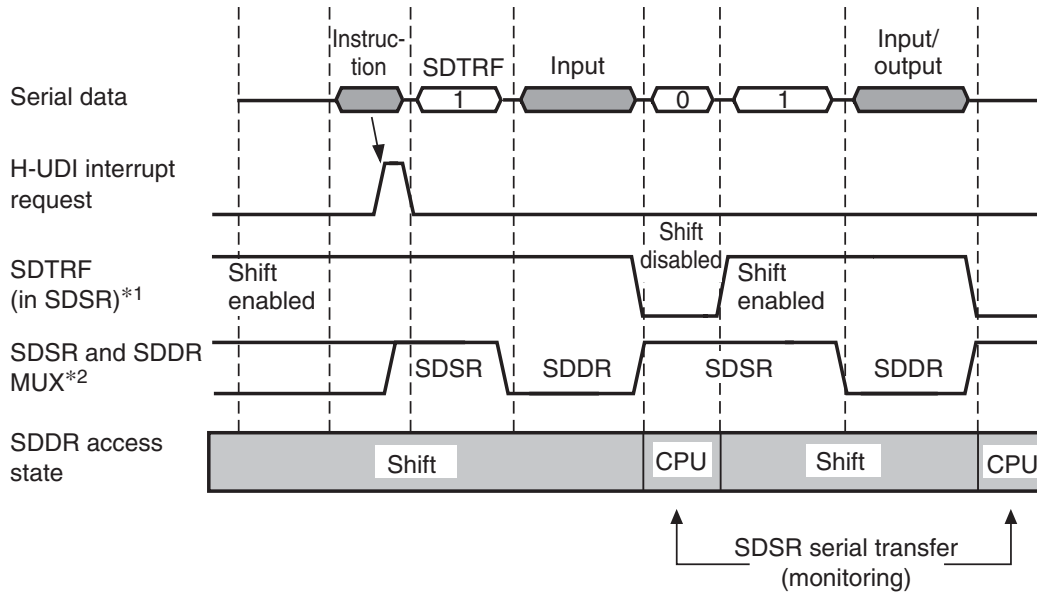 Instruc-
tion
SDTRF
Input
Input/
output
Serial data
1
0
1
H-UDI interrupt
request
Shift
disabled
SDTRF
(in SDSR)*1
Shift
enabled
Shift
enabled
SDSR and SDDR
MUX*2
SDSR
SDDR
SDSR
SDDR
SDDR access
state
Shift
CPU
Shift
CPU
SDSR serial transfer
(monitoring)